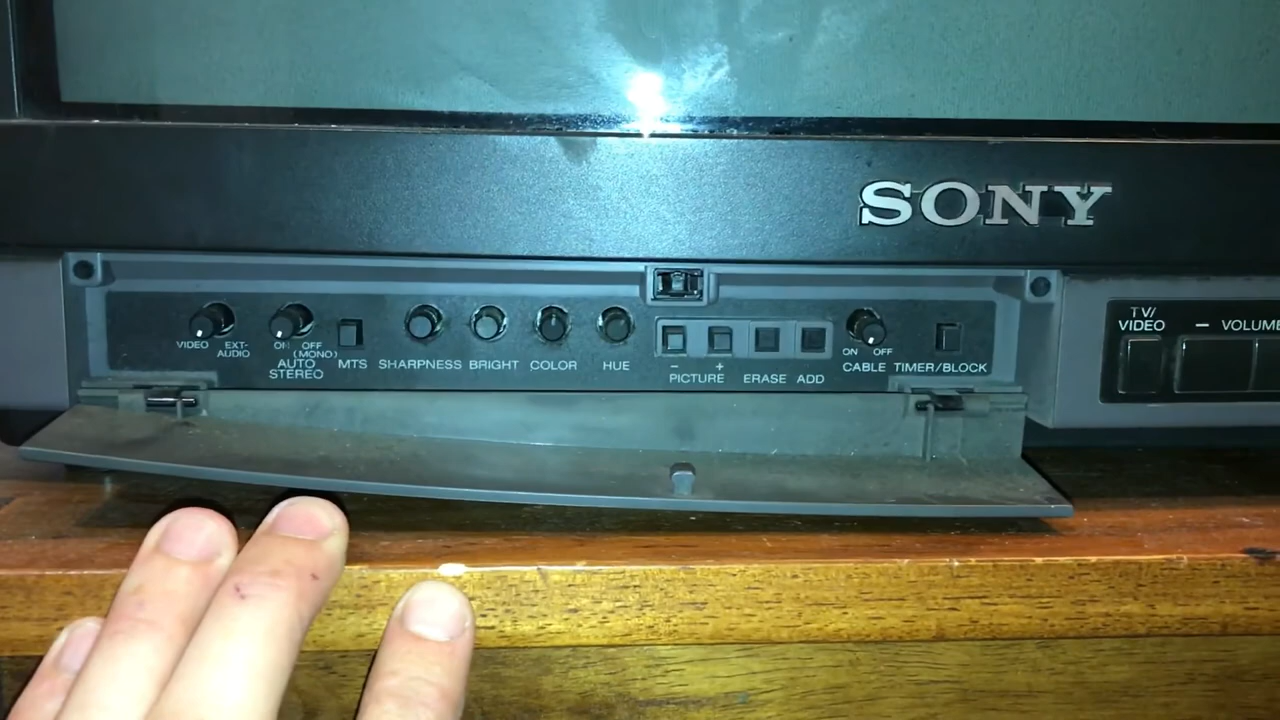 SONY
TV/
VIDEO
— VOLUME
VIDEO
EXT-
AUDIO
ON OFF
(MONO)
AUTO
STEREO
MTS
SHARPNESS
BRIGHT
COLOR
HUE
– +
PICTURE
ERASE
ADD
ON OFF
CABLE
TIMER/BLOCK